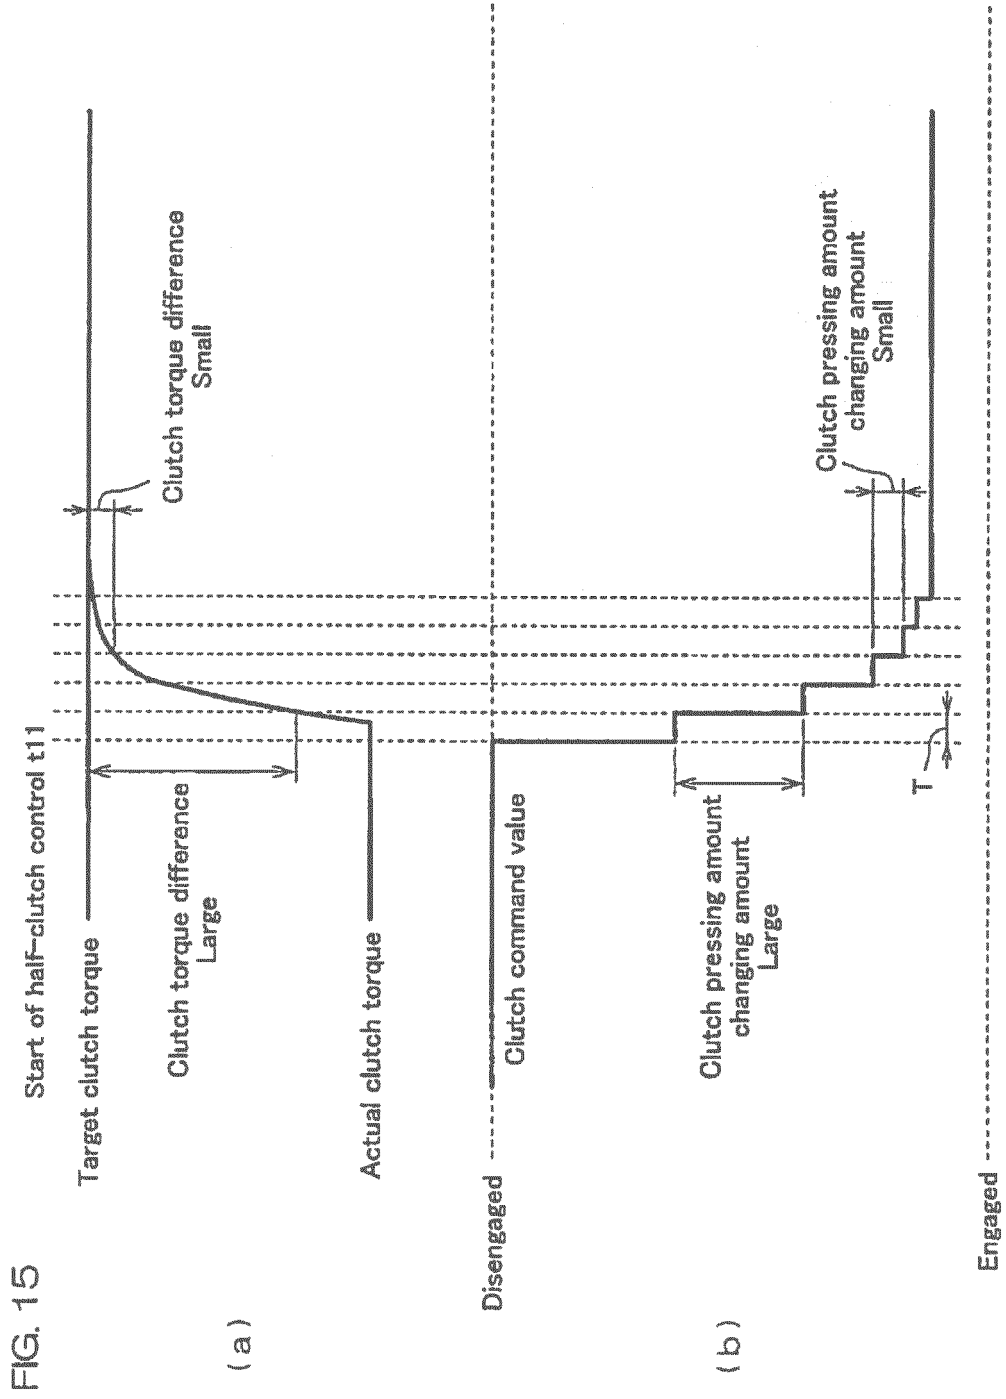 FIG. 15
Start of half-clutch control t11
(a)
Target clutch torque
Clutch torque difference
Large
Clutch torque difference
Small
Actual clutch torque
Disengaged
Clutch command value
(b)
Clutch pressing amount
changing amount
Large
Clutch pressing amount
changing amount
Small
T
Engaged